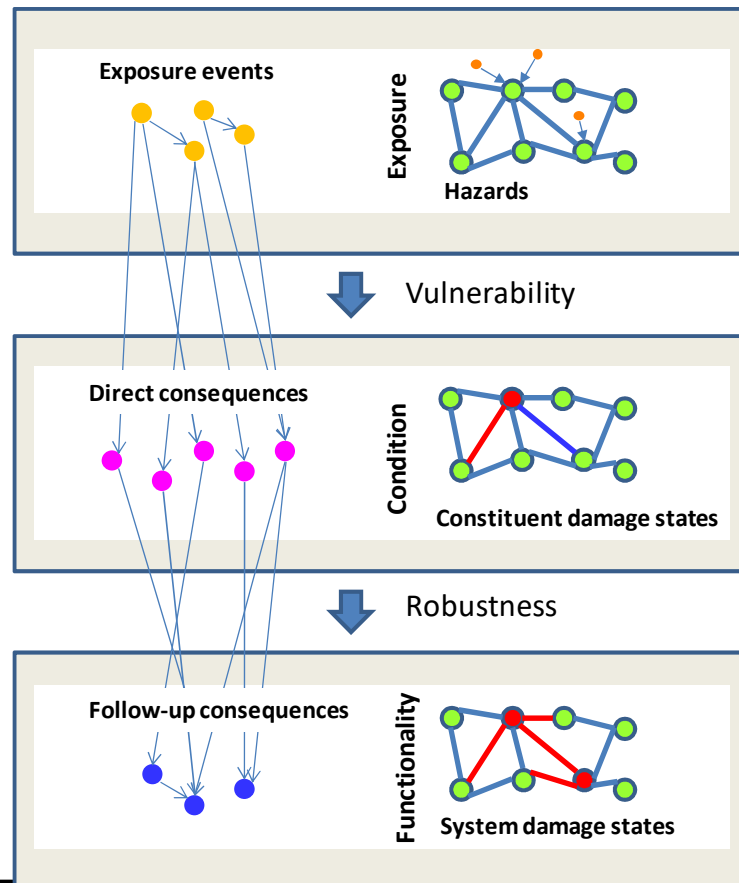 Exposure events
Exposure
Hazards
Vulnerability
Direct consequences
Condition
Constituent damage states
Robustness
Follow-up consequences
Functionality
System damage states